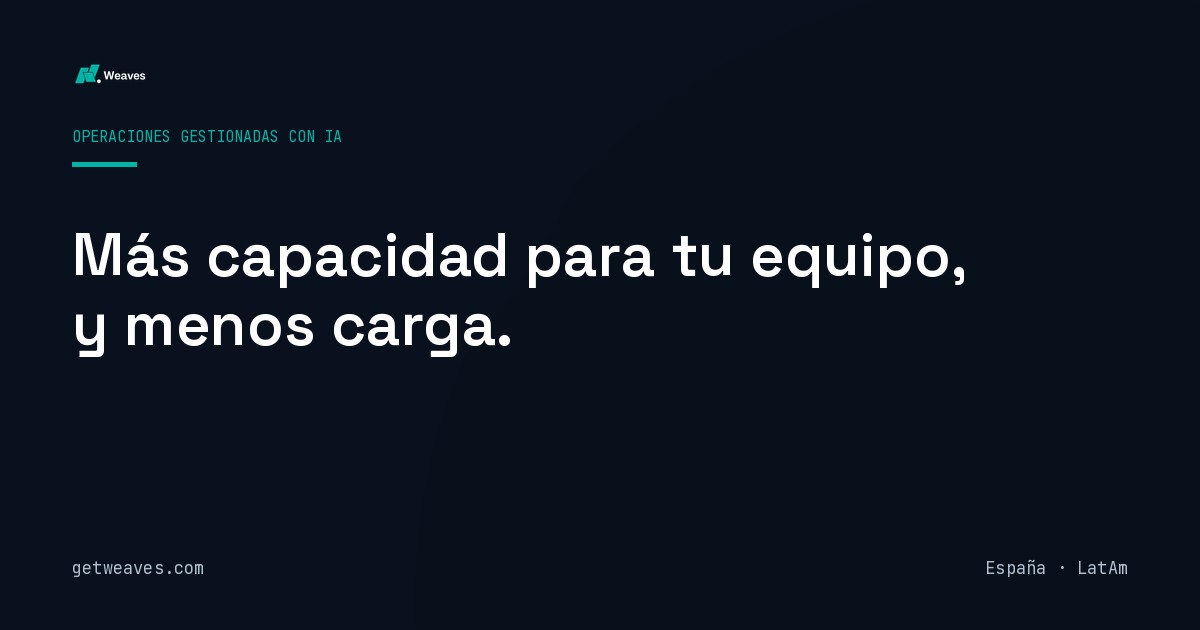 Weaves
OPERACIONES GESTIONADAS CON IA
Más capacidad para tu equipo,
y menos carga.
getweaves.com
España · LatAm